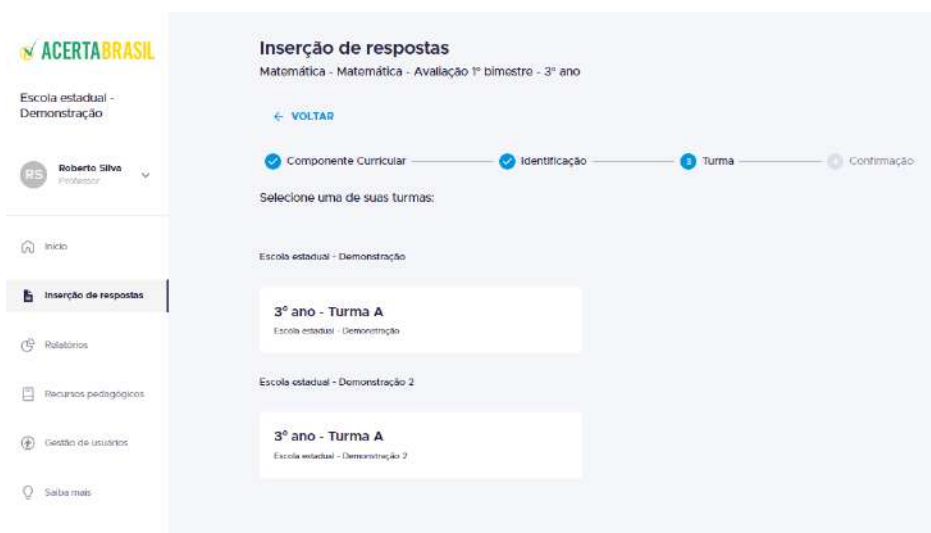 ACERTABRASIL
Escola estadual -
Demonstração
RS
Roberto Silva
Professor
Início
Inserção de respostas
Relatórios
Recursos pedagógicos
Gestão de usuários
Saiba mais
Inserção de respostas
Matemática - Matemática - Avaliação 1º bimestre - 3º ano
← VOLTAR
Componente Curricular
Identificação
3 Turma
4 Confirmação
Selecione uma de suas turmas:
Escola estadual - Demonstração
3º ano - Turma A
Escola estadual - Demonstração
Escola estadual - Demonstração 2
3º ano - Turma A
Escola estadual - Demonstração 2